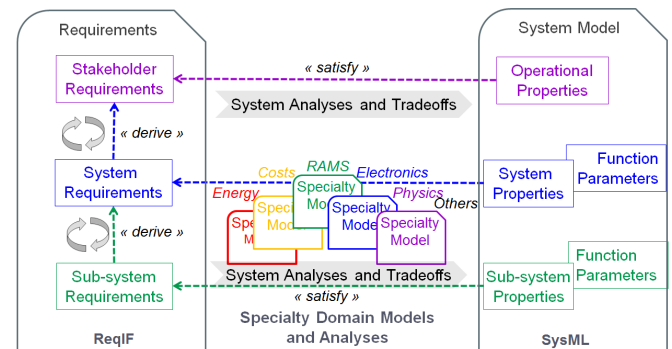 Requirements
System Model
Stakeholder
Requirements
« satisfy »
Operational
Properties
System Analyses and Tradeoffs
« derive »
System
Requirements
Energy
Costs
RAMS
Electronics
Physics
Others
Specialty
Model
Specialty
Model
System
Properties
Function
Parameters
« derive »
Sub-system
Requirements
System Analyses and Tradeoffs
« satisfy »
Sub-system
Properties
Function
Parameters
ReqIF
Specialty Domain Models
and Analyses
SysML